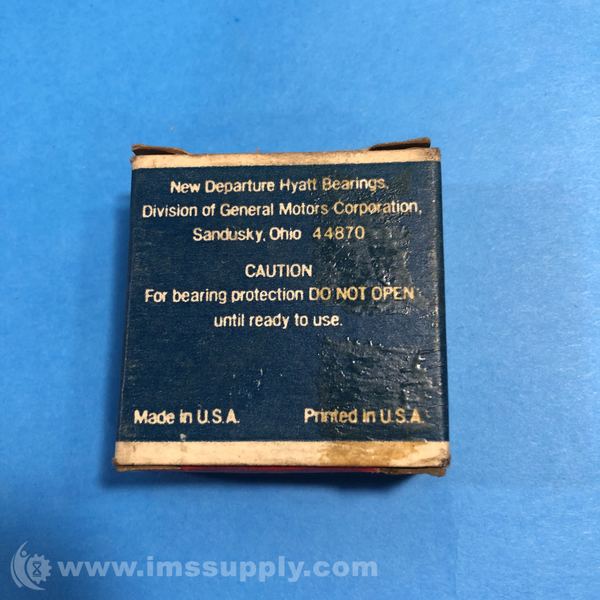 New Departure Hyatt Bearings,
Division of General Motors Corporation,
Sandusky, Ohio 44870
CAUTION
For bearing protection DO NOT OPEN
until ready to use.
Made in U.S.A.
Printed in U.S.A.
www.imssupply.com